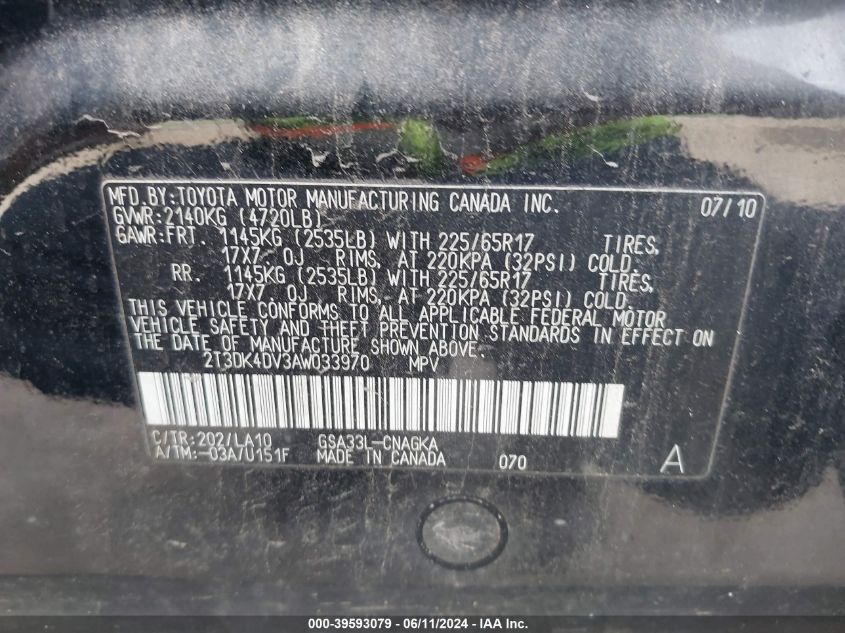 MFD.BY:TOYOTA MOTOR MANUFACTURING CANADA INC. 07/10
GVWR:2140KG (4720LB)
GAWR:FRT. 1145KG (2535LB) WITH 225/65R17 TIRES,
17X7 0J RIMS, AT 220KPA (32PSI) COLD.
RR. 1145KG (2535LB) WITH 225/65R17 TIRES,
17X7 0J RIMS, AT 220KPA (32PSI) COLD.
THIS VEHICLE CONFORMS TO ALL APPLICABLE FEDERAL MOTOR
VEHICLE SAFETY AND THEFT PREVENTION STANDARDS IN EFFECT ON
THE DATE OF MANUFACTURE SHOWN ABOVE.
2T3DK4DV3AW033970 MPV
C/TR:202/LA10 GSA33L-CNAGKA
A/TM:-03A/U151F MADE IN CANADA 070 A
000-39593079 - 06/11/2024 - IAA Inc.